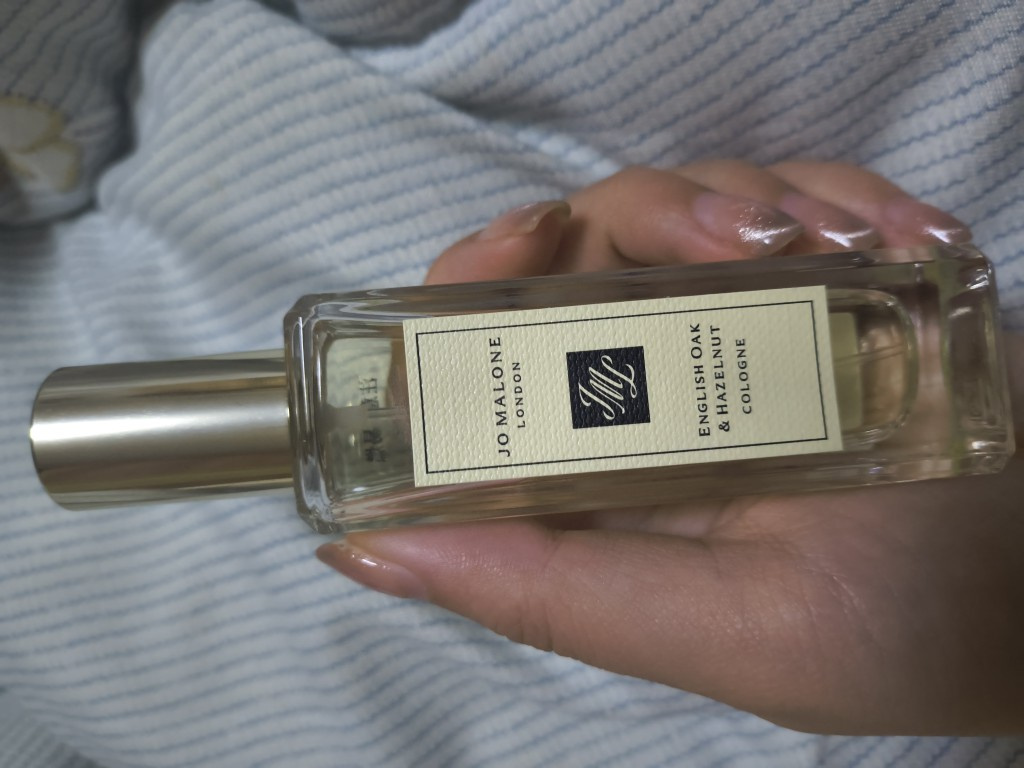 JO MALONE
LONDON
JML
ENGLISH OAK
& HAZELNUT
COLOGNE